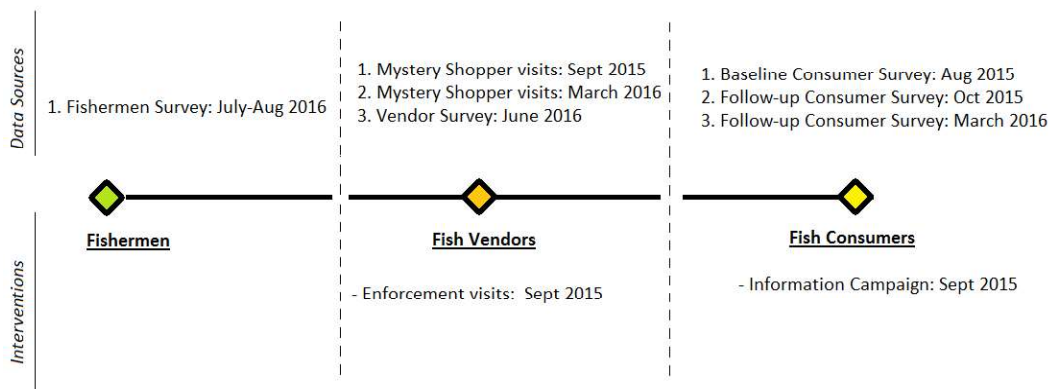 Data Sources
1. Fishermen Survey: July-Aug 2016
1. Mystery Shopper visits: Sept 2015
2. Mystery Shopper visits: March 2016
3. Vendor Survey: June 2016
1. Baseline Consumer Survey: Aug 2015
2. Follow-up Consumer Survey: Oct 2015
3. Follow-up Consumer Survey: March 2016
Fishermen
Fish Vendors
Fish Consumers
Interventions
- Enforcement visits: Sept 2015
- Information Campaign: Sept 2015